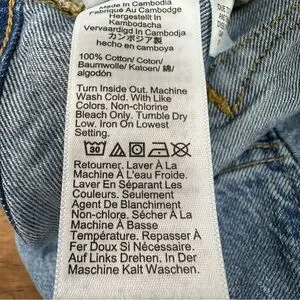 Made In Cambodia
Fabriqué Au Cambodge
Hergestellt In
Kambodscha
Vervaardigd In Cambodja
カンボジア製
hecho en camboya
100% Cotton/ Coton/
Baumwolle/ Katoen/ 綿/
algodón
Turn Inside Out. Machine
Wash Cold. With Like
Colors. Non-chlorine
Bleach Only. Tumble Dry
Low. Iron On Lowest
Setting.
30
Retourner. Laver À La
Machine À L'eau Froide.
Laver En Séparant Les
Couleurs. Seulement
Agent De Blanchiment
Non-chlore. Sécher À La
Machine À Basse
Température. Repasser À
Fer Doux Si Nécessaire.
Auf Links Drehen. In Der
Maschine Kalt Waschen.